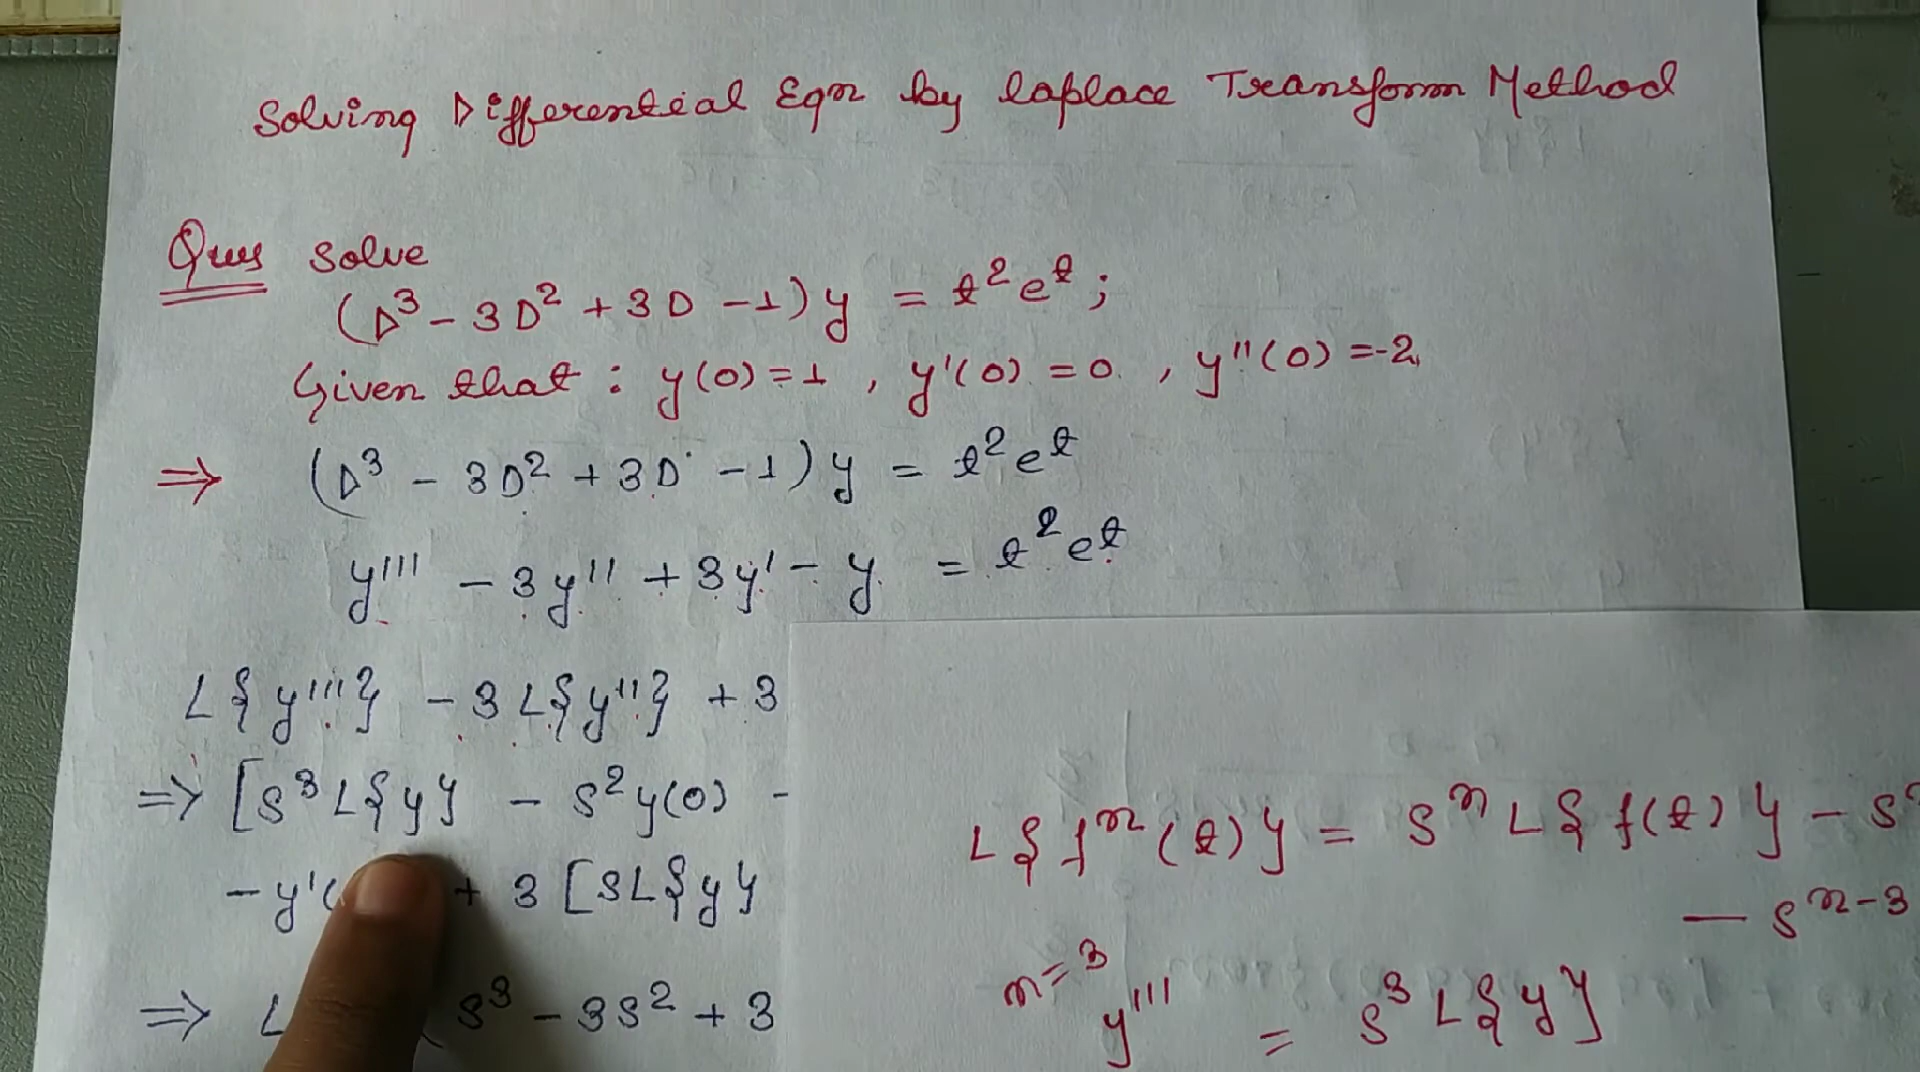 Solving Differential Eqn by Laplace Transform Method
Ques Solve
(D³ - 3D² + 3D - 1)y = t²eᵗ;
Given that : y(0) = 1 , y'(0) = 0 , y''(0) = -2
⇒ (D³ - 3D² + 3D - 1)y = t²eᵗ
y''' - 3y'' + 3y' - y = t²eᵗ
L{y'''} - 3L{y''} + 3
⇒ [s³L{y} - s²y(0) -
- y'( + 3[sL{y}
⇒ L (s³ - 3s² + 3
L{fⁿ(t)} = sⁿL{f(t)} - s
- sⁿ⁻³
n=3
y''' = s³L{y}